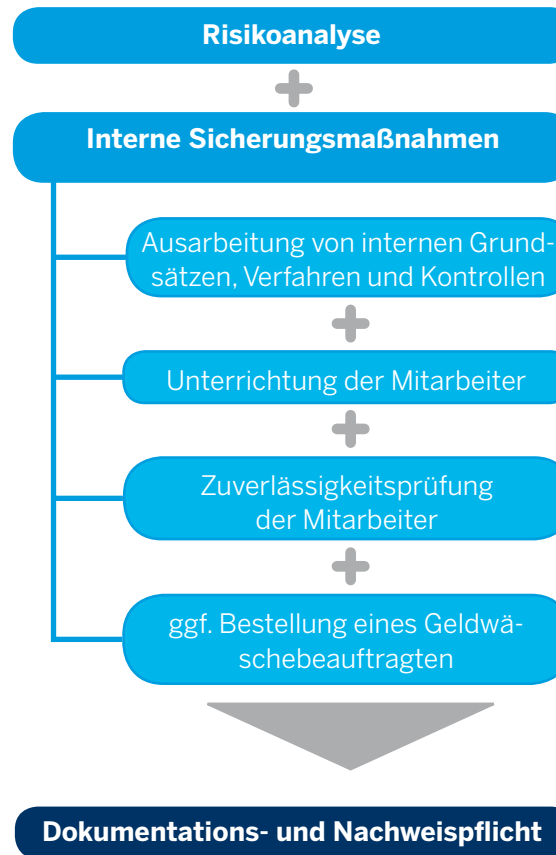 Risikoanalyse
Interne Sicherungsmaßnahmen
Ausarbeitung von internen Grund-
sätzen, Verfahren und Kontrollen
Unterrichtung der Mitarbeiter
Zuverlässigkeitsprüfung
der Mitarbeiter
ggf. Bestellung eines Geldwä-
schebeauftragten
Dokumentations- und Nachweispflicht